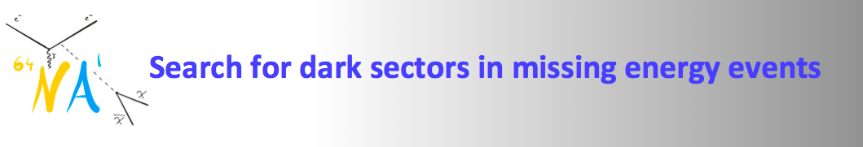 e⁻ e⁻
γ
64 NA'
Search for dark sectors in missing energy events
χ
χ̅